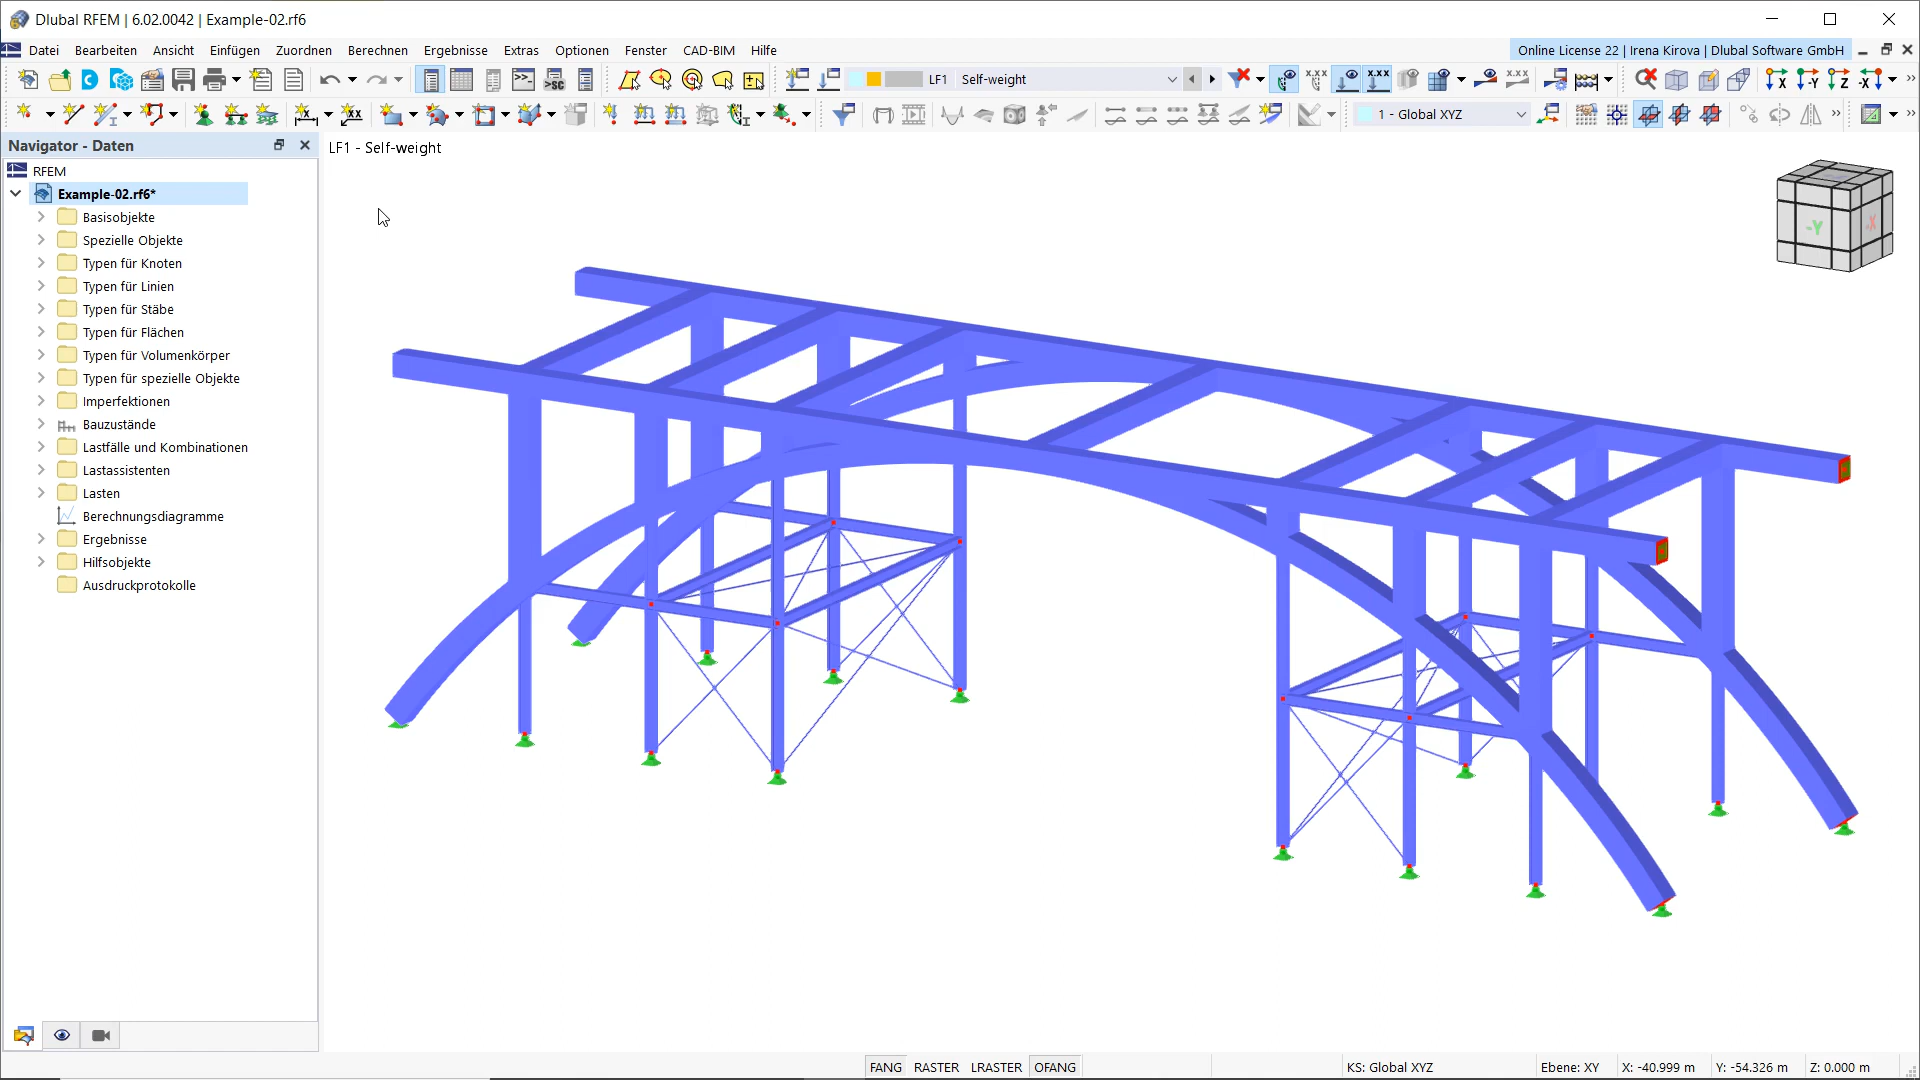 Dlubal RFEM | 6.02.0042 | Example-02.rf6
Datei Bearbeiten Ansicht Einfügen Zuordnen Berechnen Ergebnisse Extras Optionen Fenster CAD-BIM Hilfe
Online License 22 | Irena Kirova | Dlubal Software GmbH
LF1 Self-weight
1 - Global XYZ
Navigator - Daten
LF1 - Self-weight
RFEM
Example-02.rf6*
Basisobjekte
Spezielle Objekte
Typen für Knoten
Typen für Linien
Typen für Stäbe
Typen für Flächen
Typen für Volumenkörper
Typen für spezielle Objekte
Imperfektionen
Bauzustände
Lastfälle und Kombinationen
Lastassistenten
Lasten
Berechnungsdiagramme
Ergebnisse
Hilfsobjekte
Ausdruckprotokolle
-Y
-X
FANG RASTER LRASTER OFANG
KS: Global XYZ
Ebene: XY
X: -40.999 m
Y: -54.326 m
Z: 0.000 m